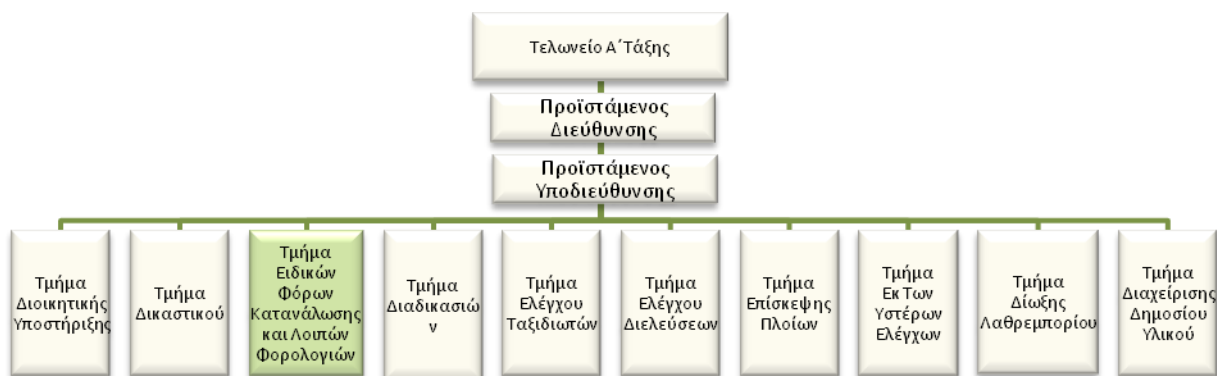 Τελωνείο Α΄Τάξης
Προϊστάμενος
Διεύθυνσης
Προϊστάμενος
Υποδιεύθυνσης
Τμήμα
Διοικητικής
Υποστήριξης
Τμήμα
Δικαστικού
Τμήμα
Ειδικών
Φόρων
Κατανάλωσης
και Λοιπών
Φορολογιών
Τμήμα
Διαδικασιώ
ν
Τμήμα
Ελέγχου
Ταξιδιωτών
Τμήμα
Ελέγχου
Διελεύσεων
Τμήμα
Επίσκεψης
Πλοίων
Τμήμα
Εκ Των
Υστέρων
Ελέγχων
Τμήμα
Δίωξης
Λαθρεμπορίου
Τμήμα
Διαχείρισης
Δημοσίου
Υλικού